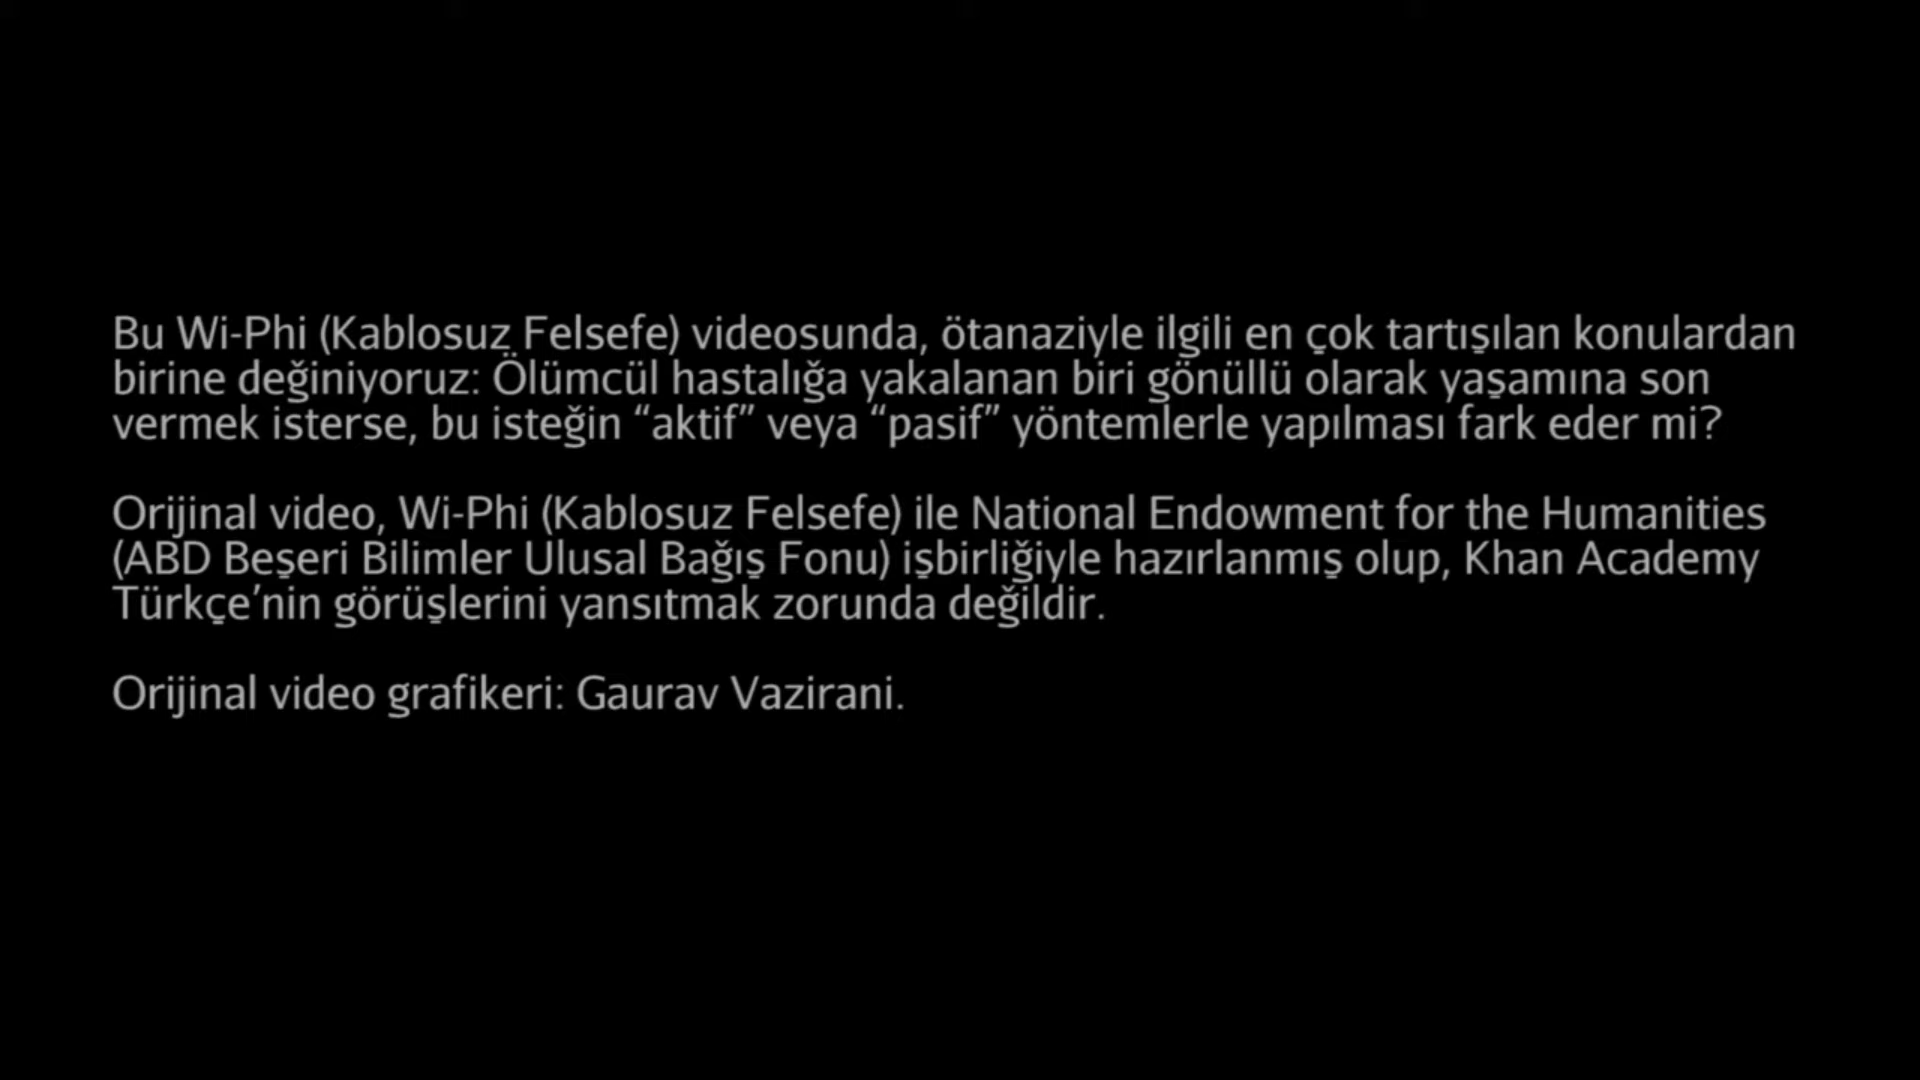 Bu Wi-Phi (Kablosuz Felsefe) videosunda, ötanaziyle ilgili en çok tartışılan konulardan
birine değiniyoruz: Ölümcül hastalığa yakalanan biri gönüllü olarak yaşamına son
vermek isterse, bu isteğin “aktif” veya “pasif” yöntemlerle yapılması fark eder mi?
Orijinal video, Wi-Phi (Kablosuz Felsefe) ile National Endowment for the Humanities
(ABD Beşeri Bilimler Ulusal Bağış Fonu) işbirliğiyle hazırlanmış olup, Khan Academy
Türkçe’nin görüşlerini yansıtmak zorunda değildir.
Orijinal video grafikeri: Gaurav Vazirani.